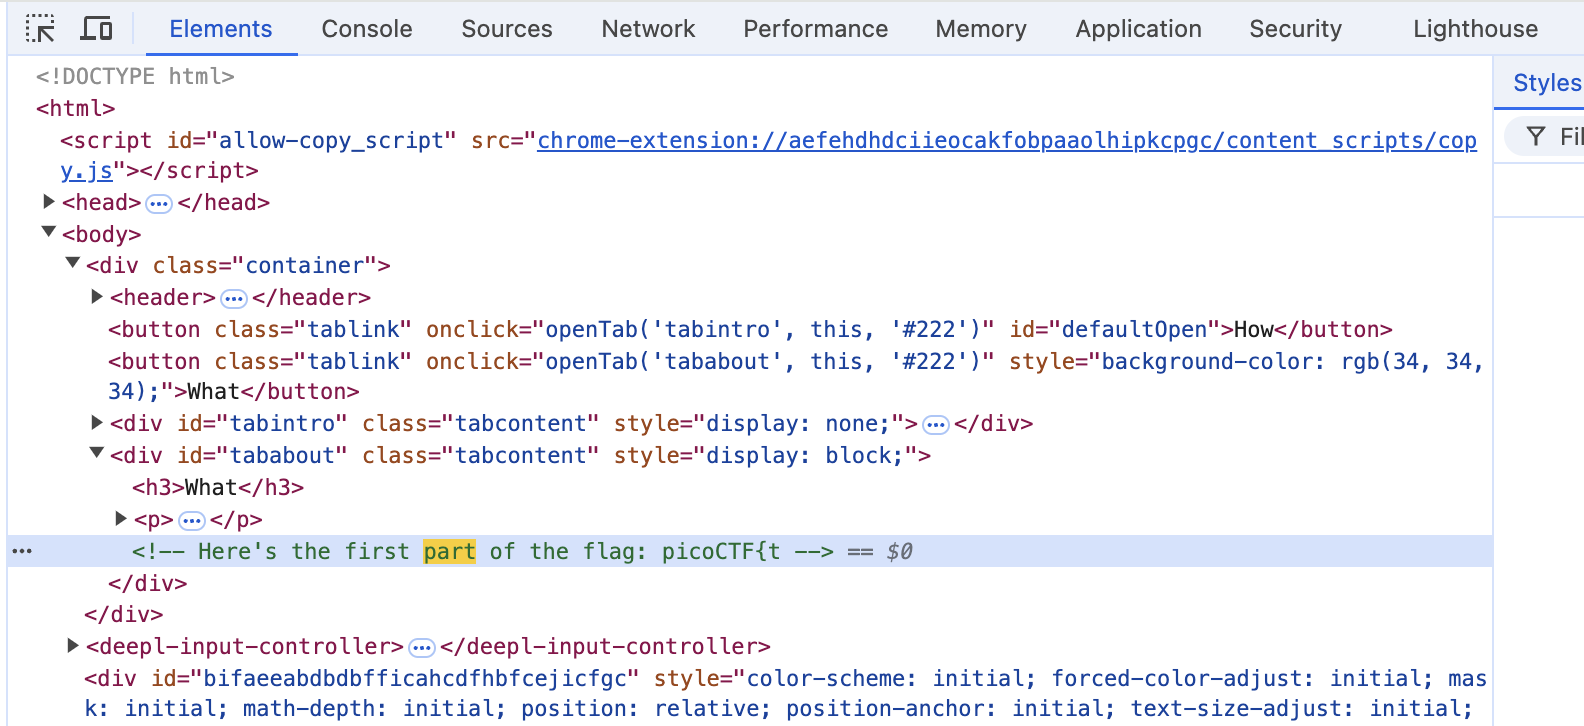 Elements Console Sources Network Performance Memory Application Security Lighthouse
<!DOCTYPE html>
<html>
<script id="allow-copy_script" src="chrome-extension://aefehdhdciieocakfobpaaolhipkcpgc/content_scripts/cop
y.js"></script>
<head>…</head>
<body>
<div class="container">
<header>…</header>
<button class="tablink" onclick="openTab('tabintro', this, '#222')" id="defaultOpen">How</button>
<button class="tablink" onclick="openTab('tababout', this, '#222')" style="background-color: rgb(34, 34,
34);">What</button>
<div id="tabintro" class="tabcontent" style="display: none;">…</div>
<div id="tababout" class="tabcontent" style="display: block;">
<h3>What</h3>
<p>…</p>
<!-- Here's the first part of the flag: picoCTF{t --> == $0
</div>
</div>
<deepl-input-controller>…</deepl-input-controller>
<div id="bifaeeabdbdbfficahcdfhbfcejicfgc" style="color-scheme: initial; forced-color-adjust: initial; mas
k: initial; math-depth: initial; position: relative; position-anchor: initial; text-size-adjust: initial;
Styles
Fil